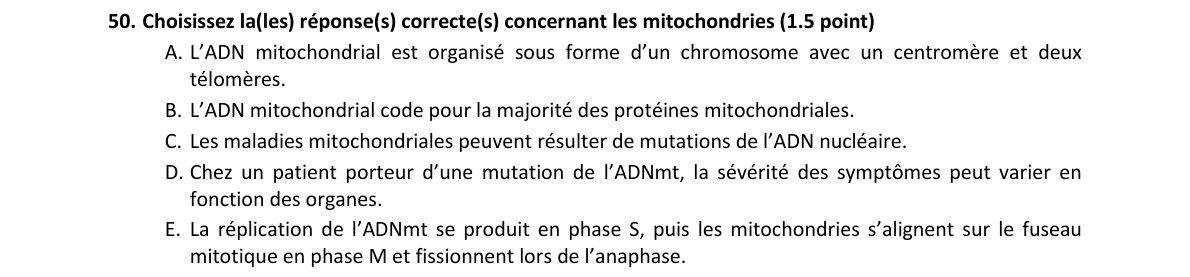 50. Choisissez la(les) réponse(s) correcte(s) concernant les mitochondries (1.5 point)
A. L’ADN mitochondrial est organisé sous forme d’un chromosome avec un centromère et deux
télomères.
B. L’ADN mitochondrial code pour la majorité des protéines mitochondriales.
C. Les maladies mitochondriales peuvent résulter de mutations de l’ADN nucléaire.
D. Chez un patient porteur d’une mutation de l’ADNmt, la sévérité des symptômes peut varier en
fonction des organes.
E. La réplication de l’ADNmt se produit en phase S, puis les mitochondries s’alignent sur le fuseau
mitotique en phase M et fissionnent lors de l’anaphase.